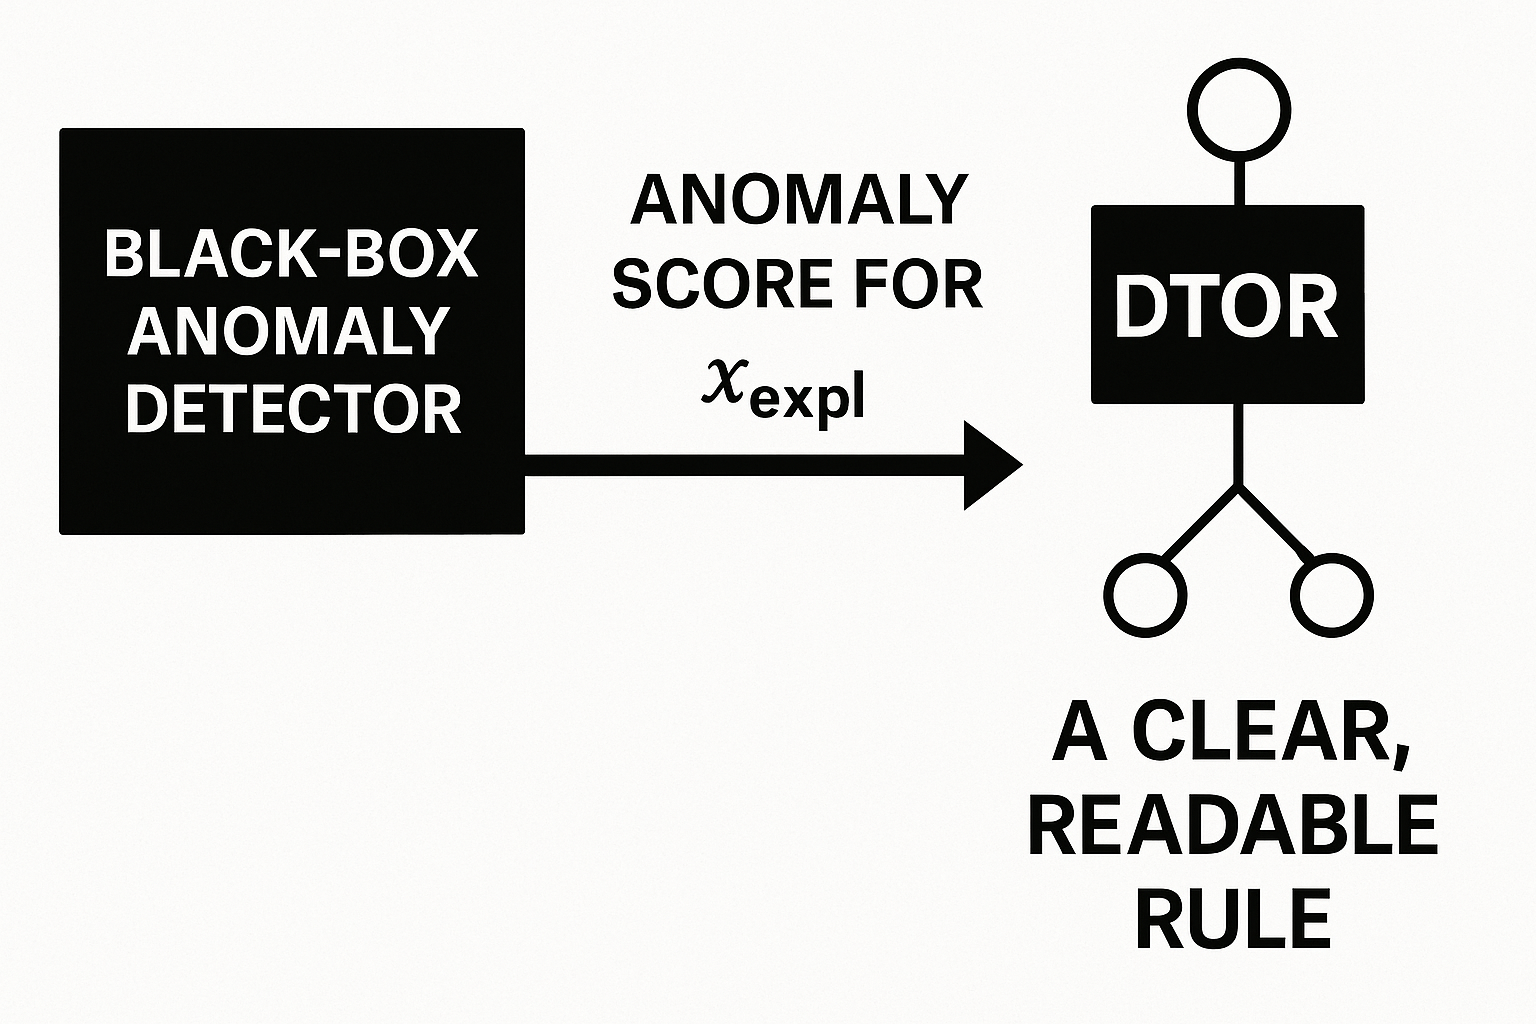 BLACK-BOX
ANOMALY
DETECTOR
ANOMALY
SCORE FOR
xexpl
DTOR
A CLEAR,
READABLE
RULE